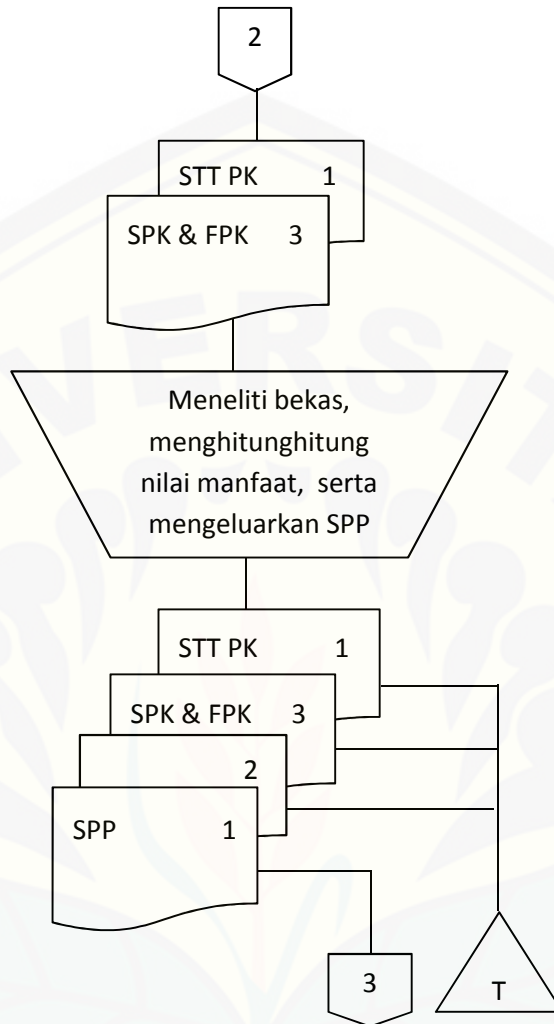 2
STT PK 1
SPK & FPK 3
Meneliti bekas,
menghitunghitung
nilai manfaat, serta
mengeluarkan SPP
STT PK 1
SPK & FPK 3
2
SPP 1
3
T